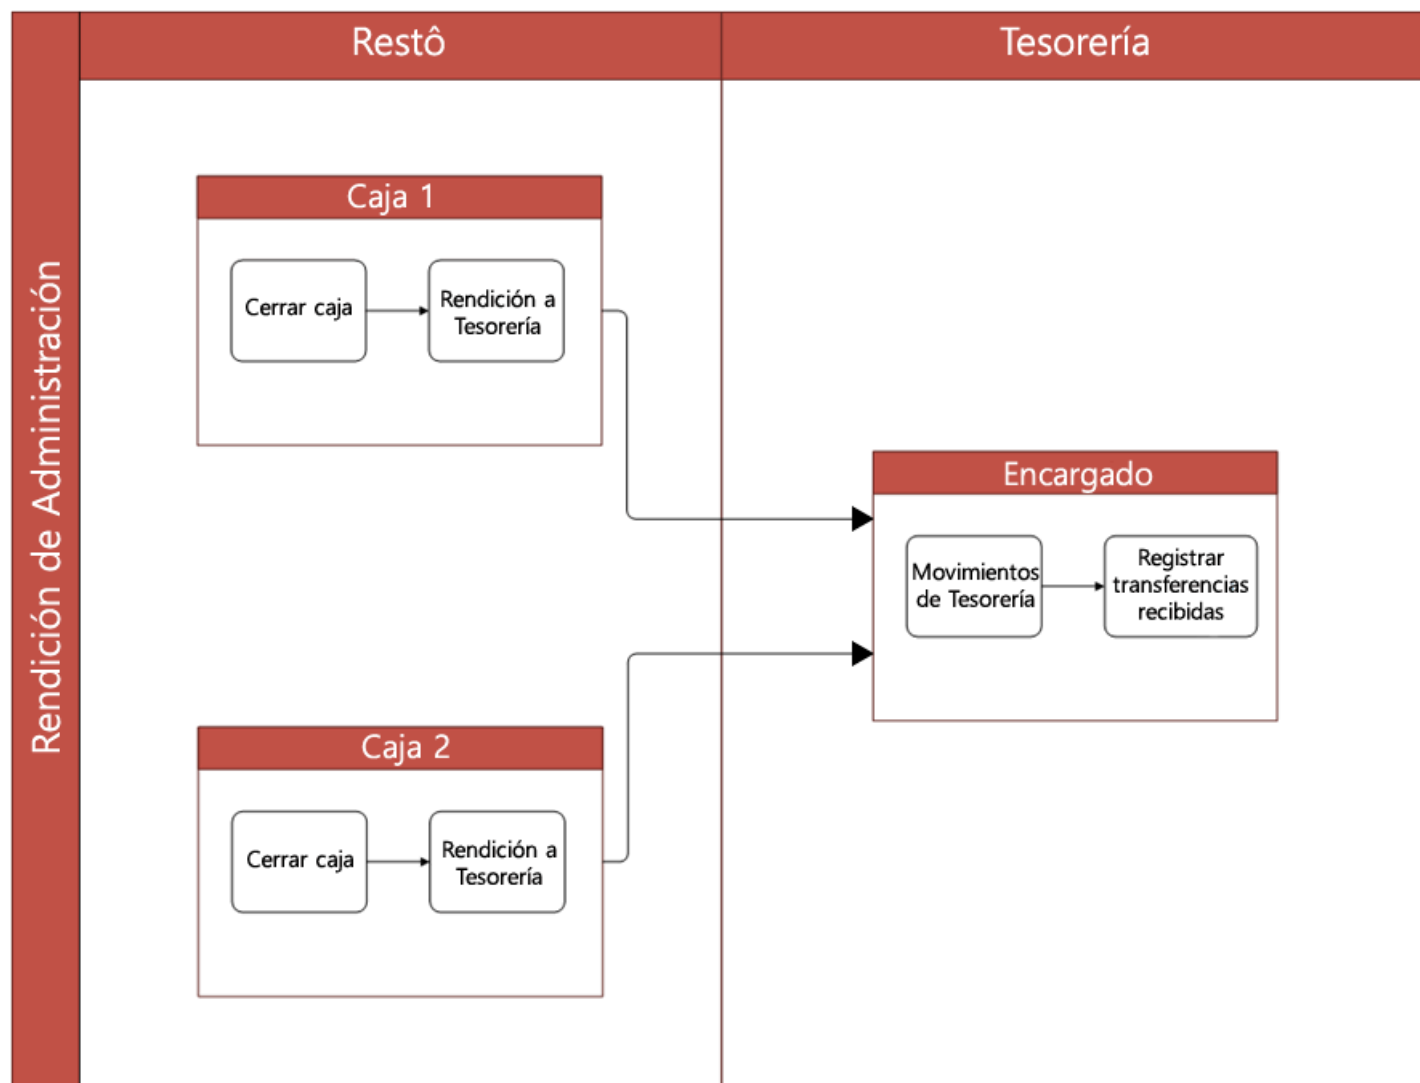 Restô
Tesorería
Rendición de Administración
Caja 1
Cerrar caja
Rendición a
Tesorería
Encargado
Movimientos
de Tesorería
Registrar
transferencias
recibidas
Caja 2
Cerrar caja
Rendición a
Tesorería